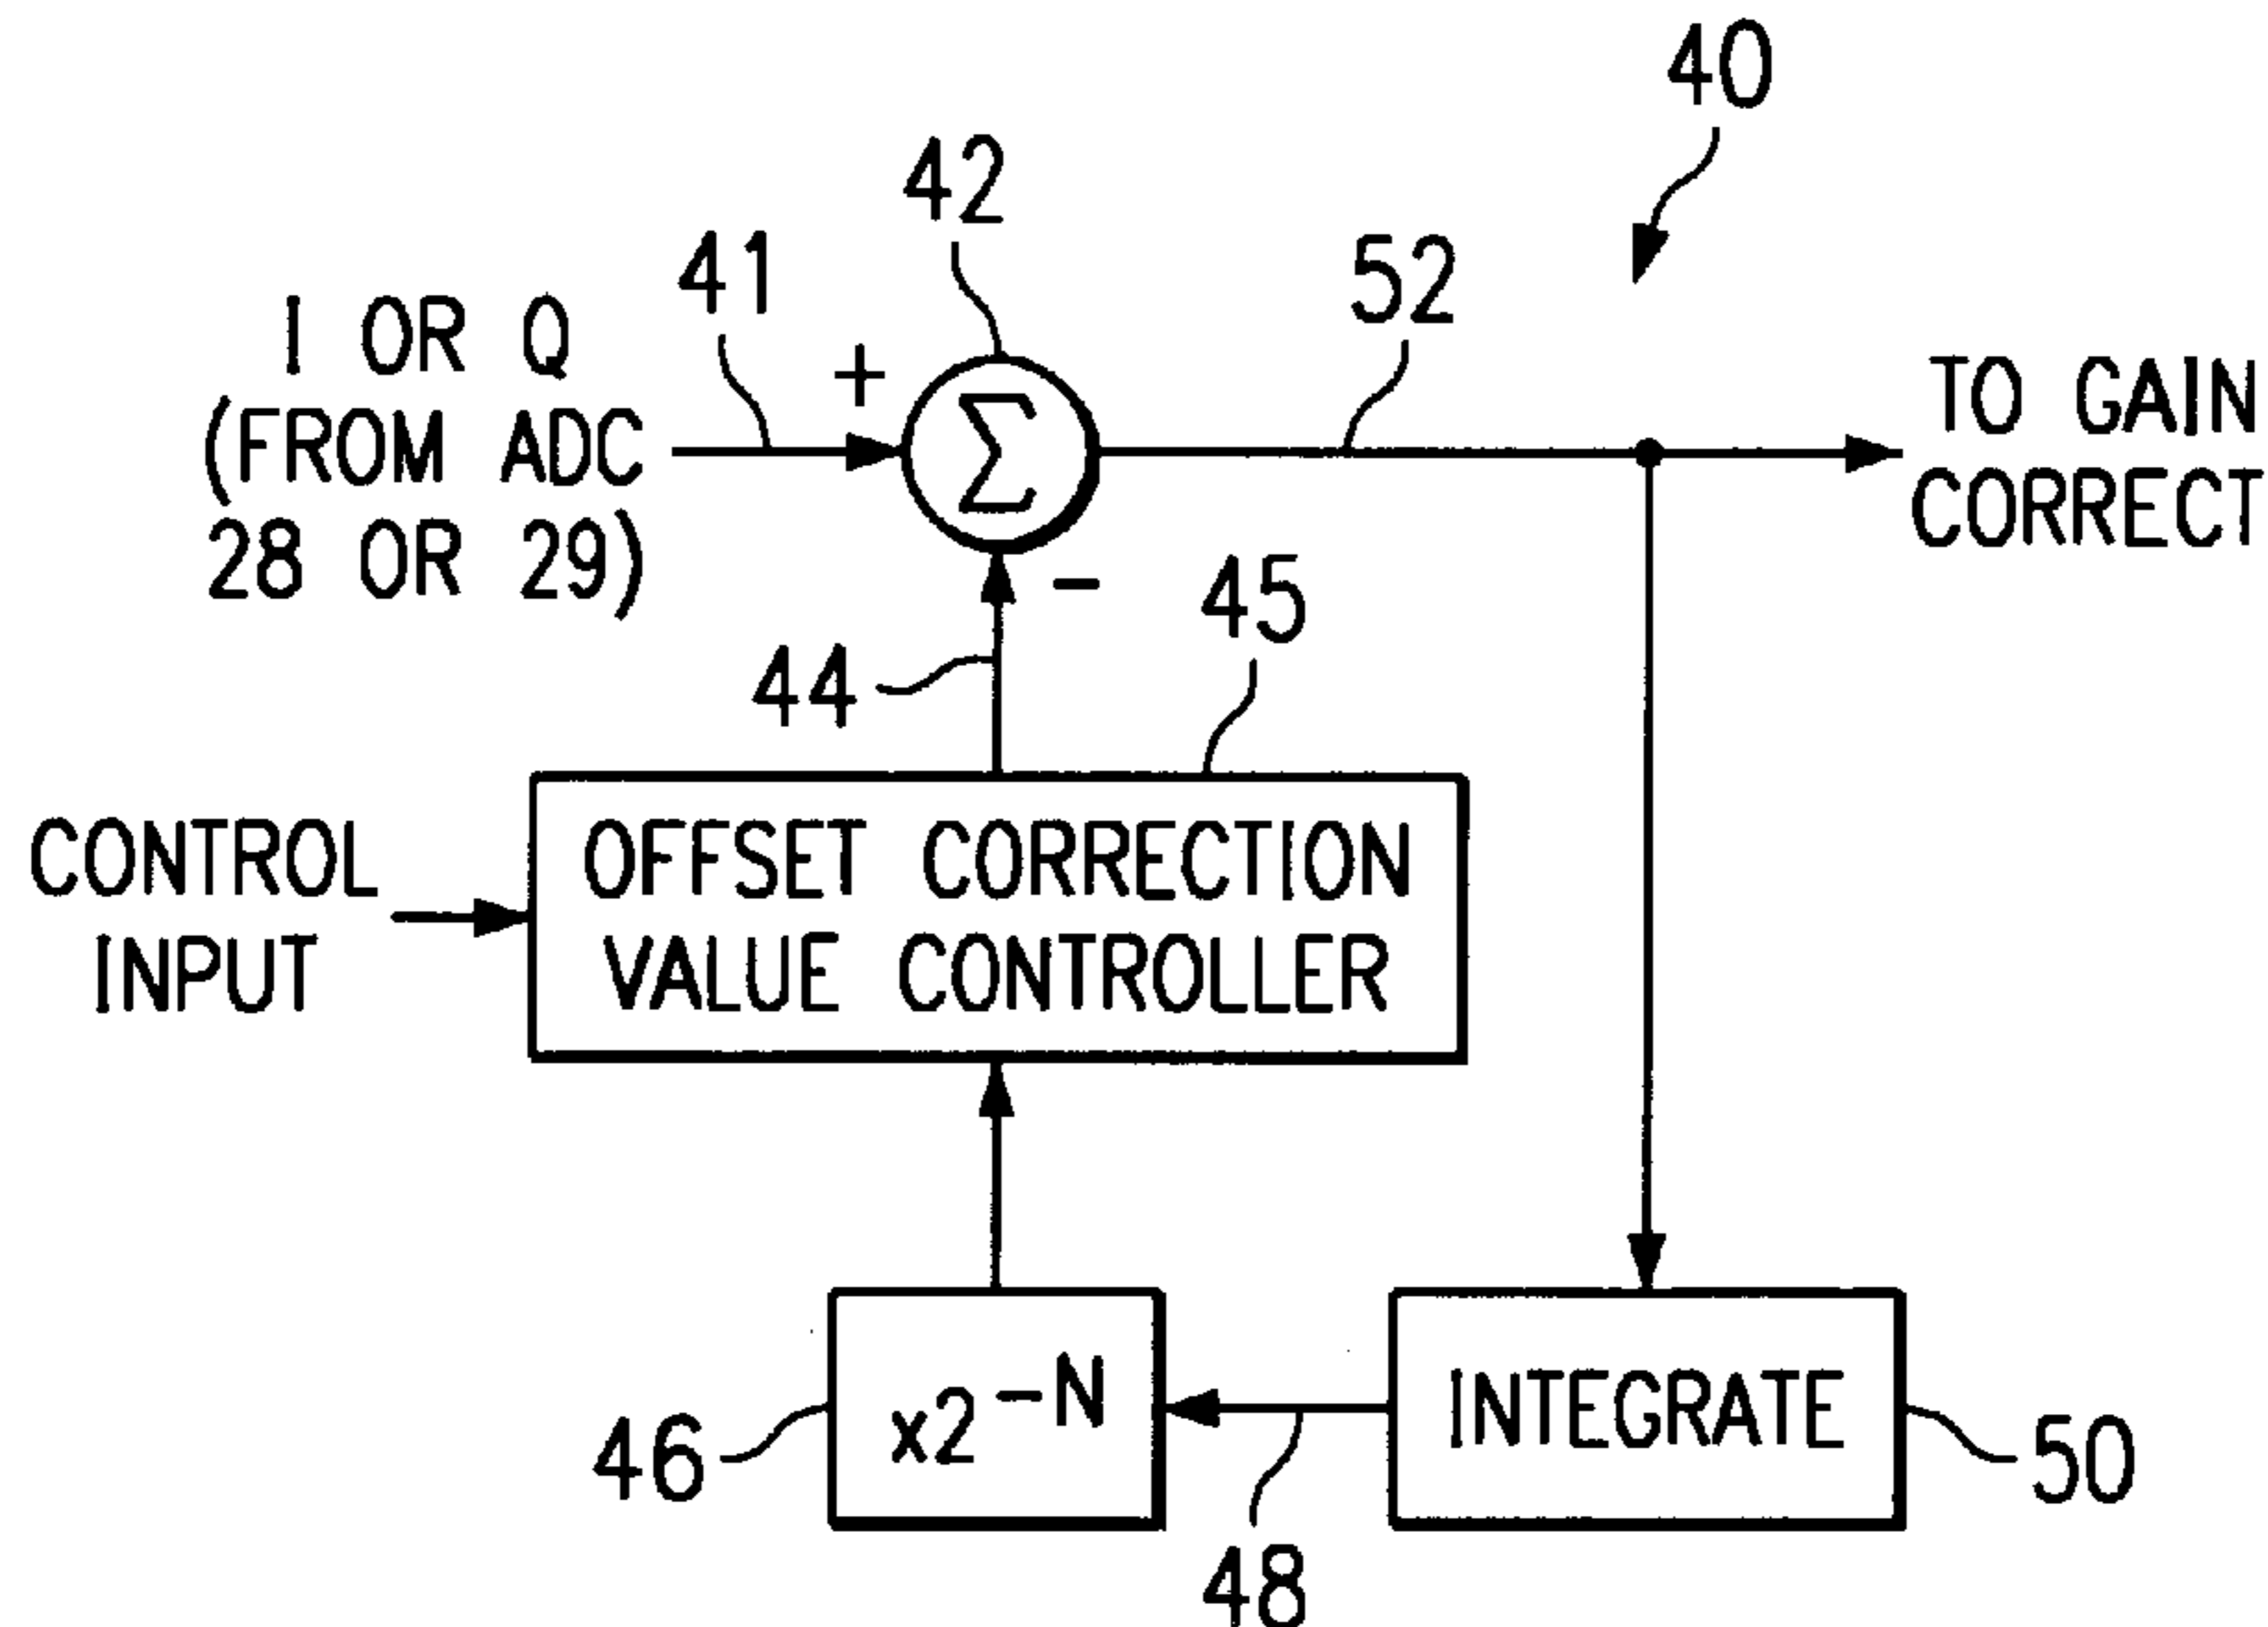 40
42
41
52
I OR Q
(FROM ADC
28 OR 29)
+
Σ
TO GAIN
CORRECT
-
45
44
CONTROL
INPUT
OFFSET CORRECTION
VALUE CONTROLLER
x2^-N
INTEGRATE
46
50
48